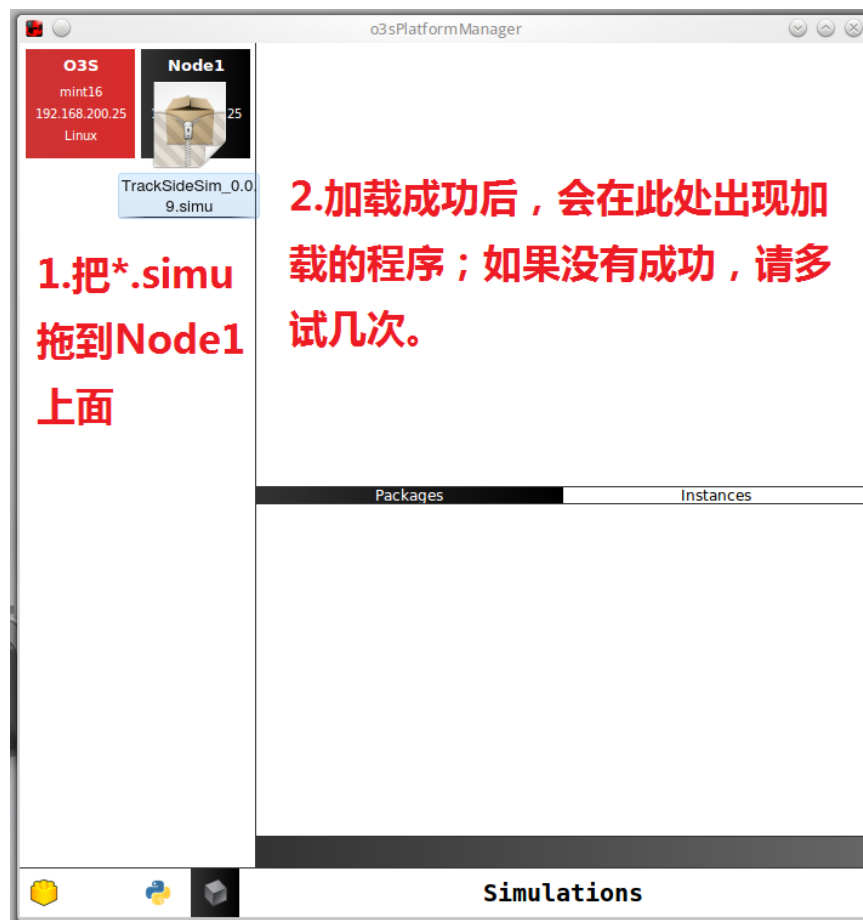 o3sPlatformManager
O3S
mint16
192.168.200.25
Linux
Node1
25
TrackSideSim_0.0.
9.simu
1.把*.simu
拖到Node1
上面
2.加载成功后，会在此处出现加
载的程序；如果没有成功，请多
试几次。
Packages
Instances
Simulations